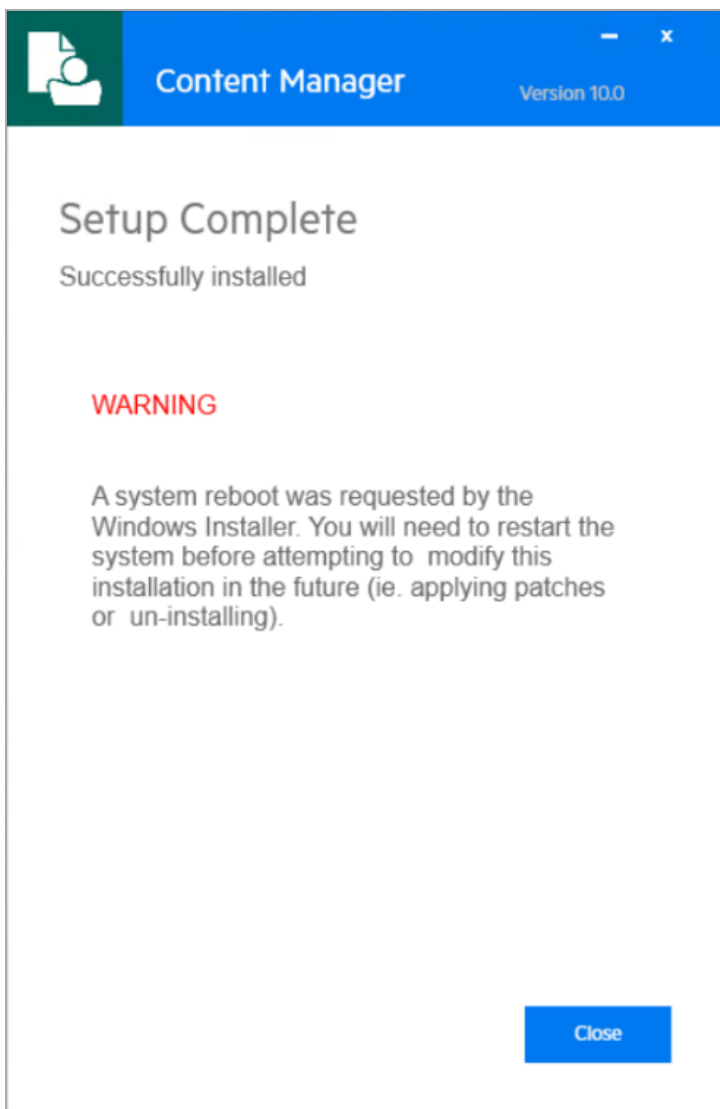 Content Manager
Version 10.0
Setup Complete
Successfully installed
WARNING
A system reboot was requested by the
Windows Installer. You will need to restart the
system before attempting to  modify this
installation in the future (ie. applying patches
or  un-installing).
Close